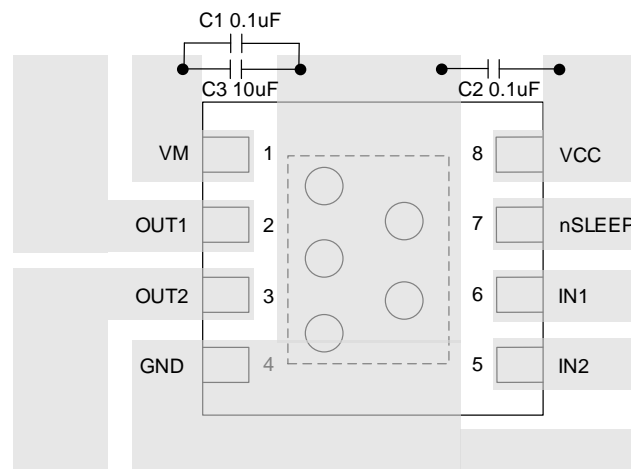 C1 0.1uF
C3 10uF
C2 0.1uF
VM 1 8 VCC
OUT1 2 7 nSLEEP
OUT2 3 6 IN1
GND 4 5 IN2